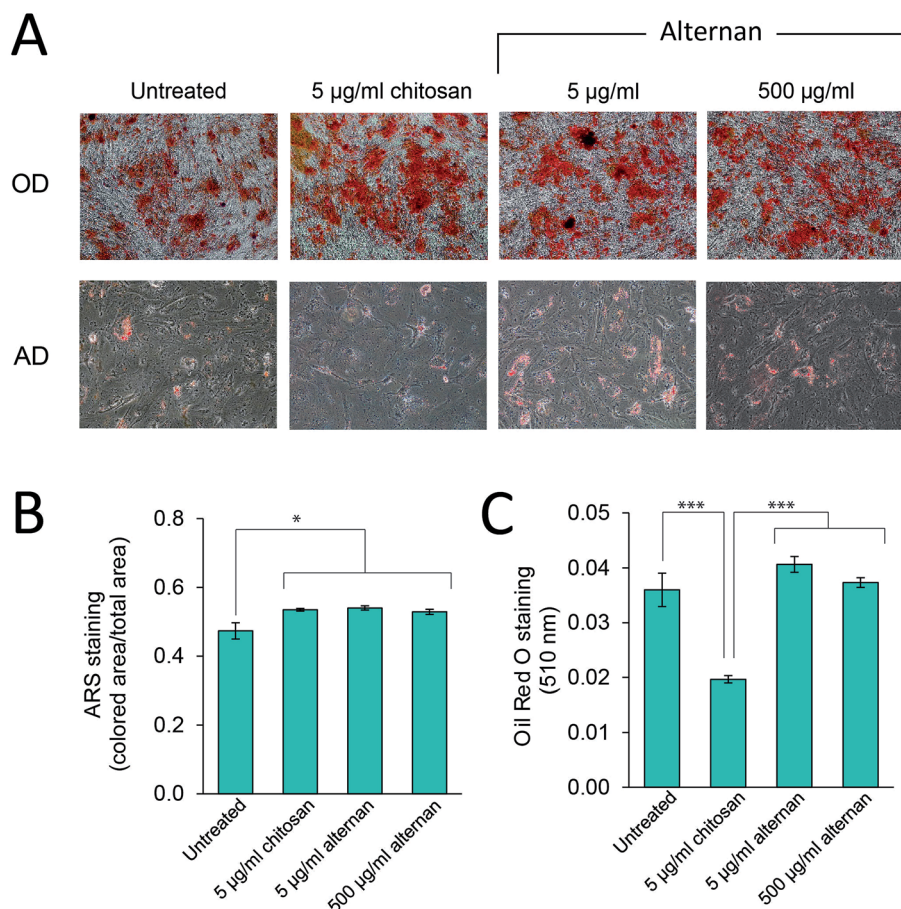 A
Alternan
Untreated
5 µg/ml chitosan
5 µg/ml
500 µg/ml
OD
AD
B
ARS staining
(colored area/total area)
0.8
0.6
0.4
0.2
0.0
*
Untreated
5 µg/ml chitosan
5 µg/ml alternan
500 µg/ml alternan
C
Oil Red O staining
(510 nm)
0.05
0.04
0.03
0.02
0.01
0.00
***
***
Untreated
5 µg/ml chitosan
5 µg/ml alternan
500 µg/ml alternan